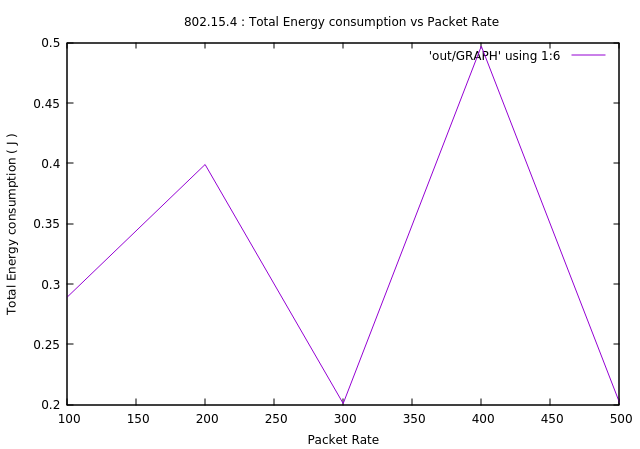 802.15.4 : Total Energy consumption vs Packet Rate
'out/GRAPH' using 1:6
Total Energy consumption ( J )
0.5
0.45
0.4
0.35
0.3
0.25
0.2
100 150 200 250 300 350 400 450 500
Packet Rate